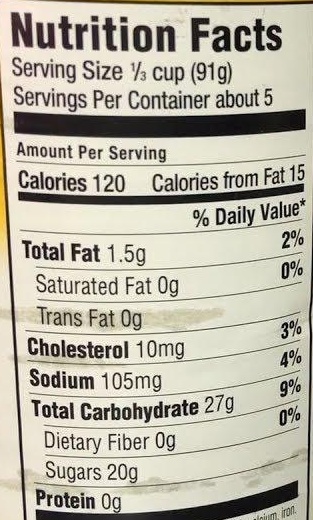 Nutrition Facts
Serving Size ⅓ cup (91g)
Servings Per Container about 5
Amount Per Serving
Calories 120 Calories from Fat 15
% Daily Value*
Total Fat 1.5g 2%
Saturated Fat 0g 0%
Trans Fat 0g
Cholesterol 10mg 3%
Sodium 105mg 4%
Total Carbohydrate 27g 9%
Dietary Fiber 0g 0%
Sugars 20g
Protein 0g
iron.